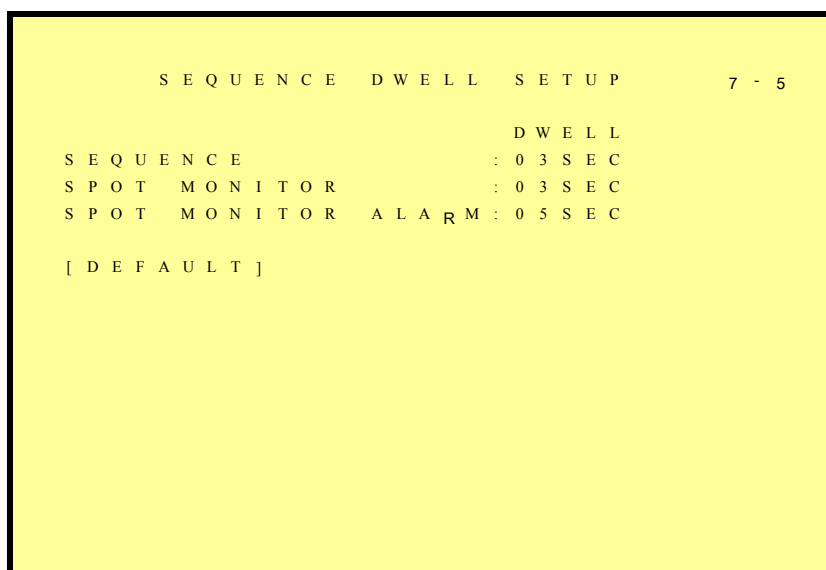 SEQUENCE DWELL SETUP 7-5
DWELL
SEQUENCE :03SEC
SPOT MONITOR :03SEC
SPOT MONITOR ALARM:05SEC
[DEFAULT]